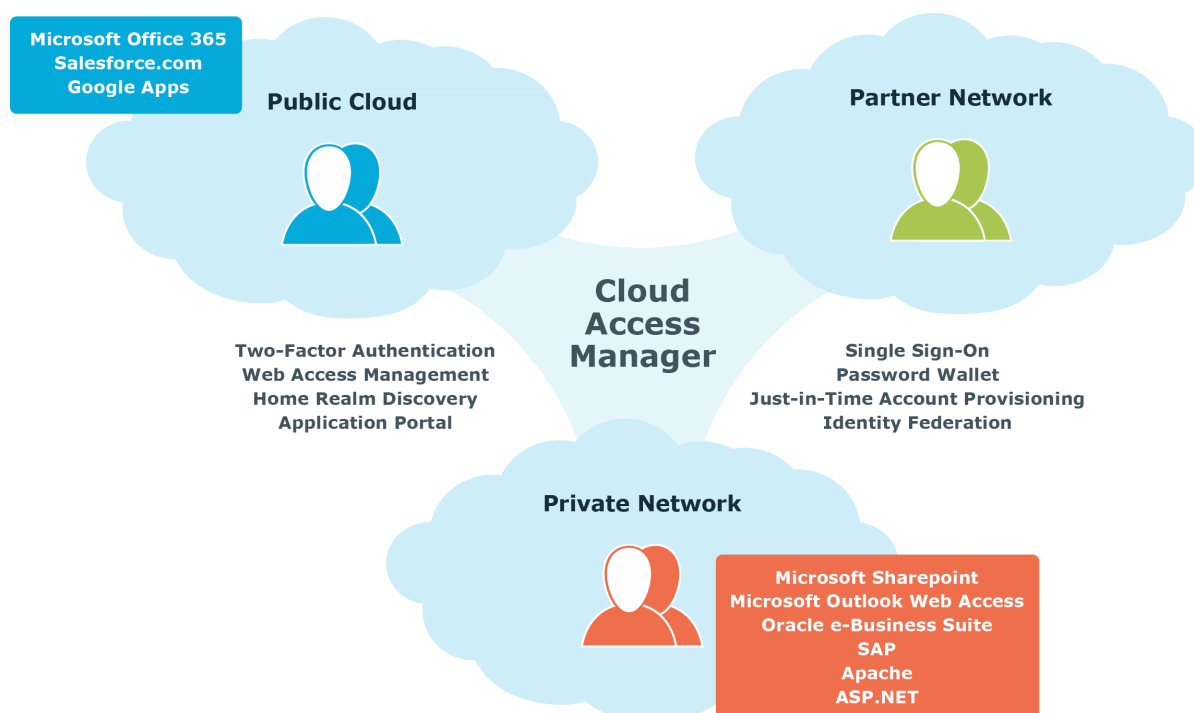 Microsoft Office 365
Salesforce.com
Google Apps
Public Cloud
Partner Network
Cloud
Access
Manager
Two-Factor Authentication
Web Access Management
Home Realm Discovery
Application Portal
Single Sign-On
Password Wallet
Just-in-Time Account Provisioning
Identity Federation
Private Network
Microsoft Sharepoint
Microsoft Outlook Web Access
Oracle e-Business Suite
SAP
Apache
ASP.NET